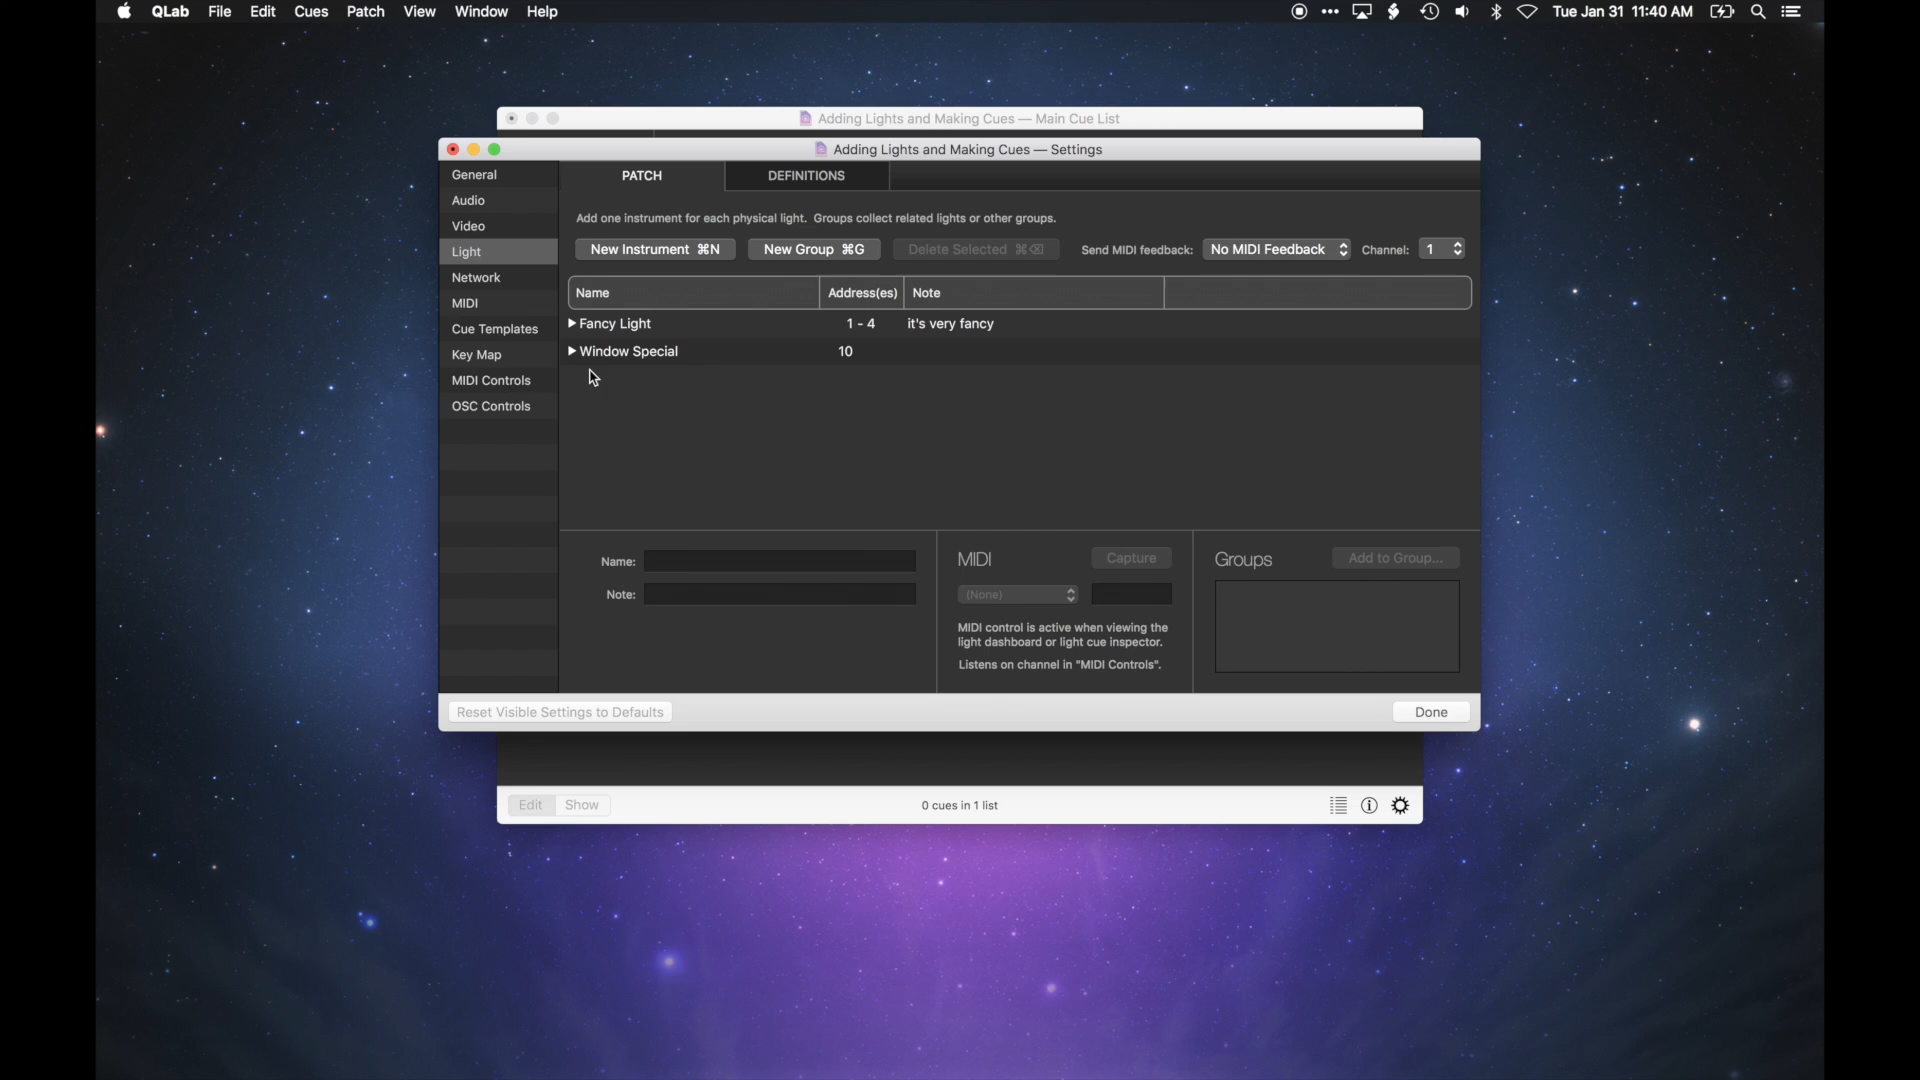 QLab File Edit Cues Patch View Window Help
Tue Jan 31 11:40 AM
Adding Lights and Making Cues — Main Cue List
Adding Lights and Making Cues — Settings
General
Audio
Video
Light
Network
MIDI
Cue Templates
Key Map
MIDI Controls
OSC Controls
PATCH DEFINITIONS
Add one instrument for each physical light. Groups collect related lights or other groups.
New Instrument ⌘N New Group ⌘G Delete Selected ⌘⌫ Send MIDI feedback: No MIDI Feedback Channel: 1
Name Address(es) Note
Fancy Light 1 - 4 it's very fancy
Window Special 10
Name:
Note:
MIDI Capture
(None)
MIDI control is active when viewing the
light dashboard or light cue inspector.
Listens on channel in "MIDI Controls".
Groups Add to Group...
Reset Visible Settings to Defaults Done
Edit Show 0 cues in 1 list